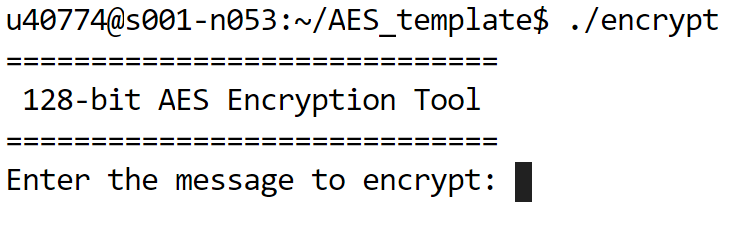 u40774@s001-n053:~/AES_template$ ./encrypt
=============================
128-bit AES Encryption Tool
=============================
Enter the message to encrypt: